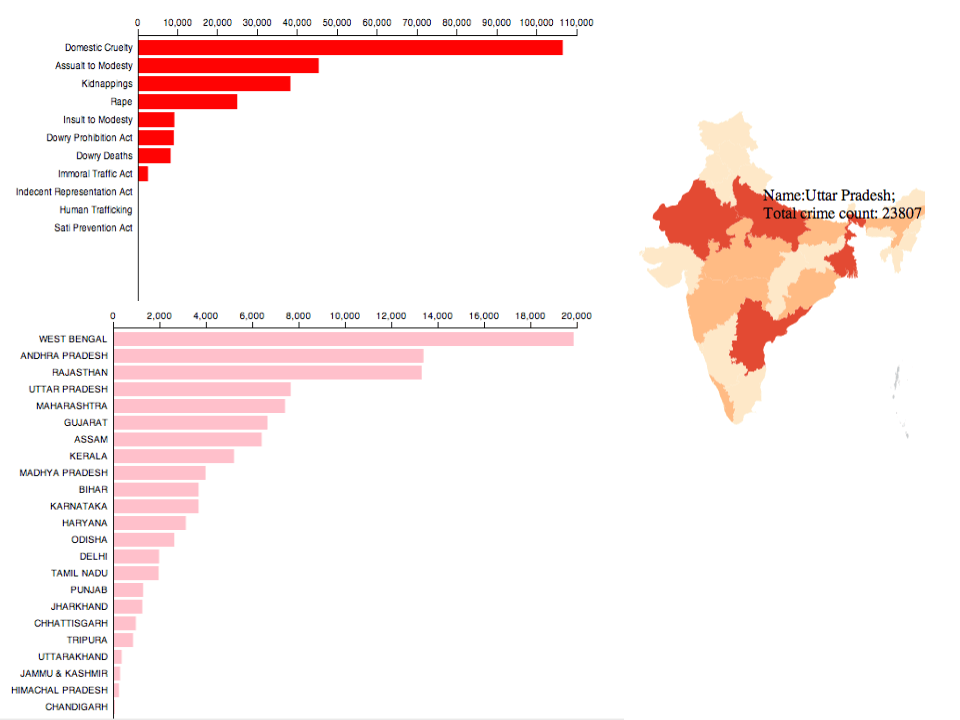 0 10,000 20,000 30,000 40,000 50,000 60,000 70,000 80,000 90,000 100,000 110,000
Domestic Cruelty
Assualt to Modesty
Kidnappings
Rape
Insult to Modesty
Dowry Prohibition Act
Dowry Deaths
Immoral Traffic Act
Indecent Representation Act
Human Trafficking
Sati Prevention Act
Name:Uttar Pradesh;
Total crime count: 23807
0 2,000 4,000 6,000 8,000 10,000 12,000 14,000 16,000 18,000 20,000
WEST BENGAL
ANDHRA PRADESH
RAJASTHAN
UTTAR PRADESH
MAHARASHTRA
GUJARAT
ASSAM
KERALA
MADHYA PRADESH
BIHAR
KARNATAKA
HARYANA
ODISHA
DELHI
TAMIL NADU
PUNJAB
JHARKHAND
CHHATTISGARH
TRIPURA
UTTARAKHAND
JAMMU & KASHMIR
HIMACHAL PRADESH
CHANDIGARH